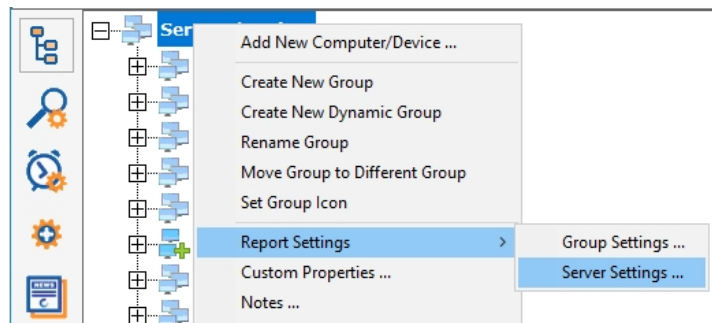 Add New Computer/Device ...
Create New Group
Create New Dynamic Group
Rename Group
Move Group to Different Group
Set Group Icon
Report Settings
Group Settings ...
Custom Properties ...
Server Settings ...
Notes ...
NEWS